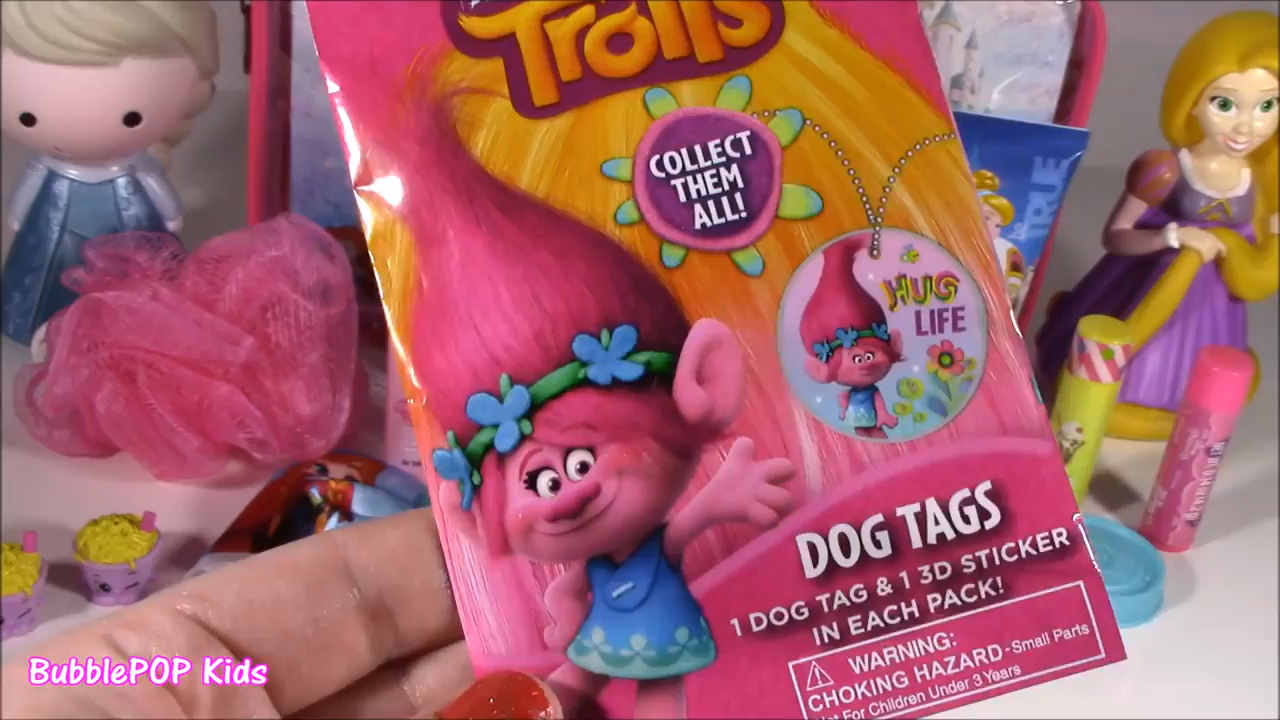 Trolls
COLLECT
THEM
ALL!
HUG
LIFE
TRUE
DOG TAGS
1 DOG TAG & 1 3D STICKER
IN EACH PACK!
WARNING:
CHOKING HAZARD-Small Parts
Not For Children Under 3 Years
BubblePOP Kids